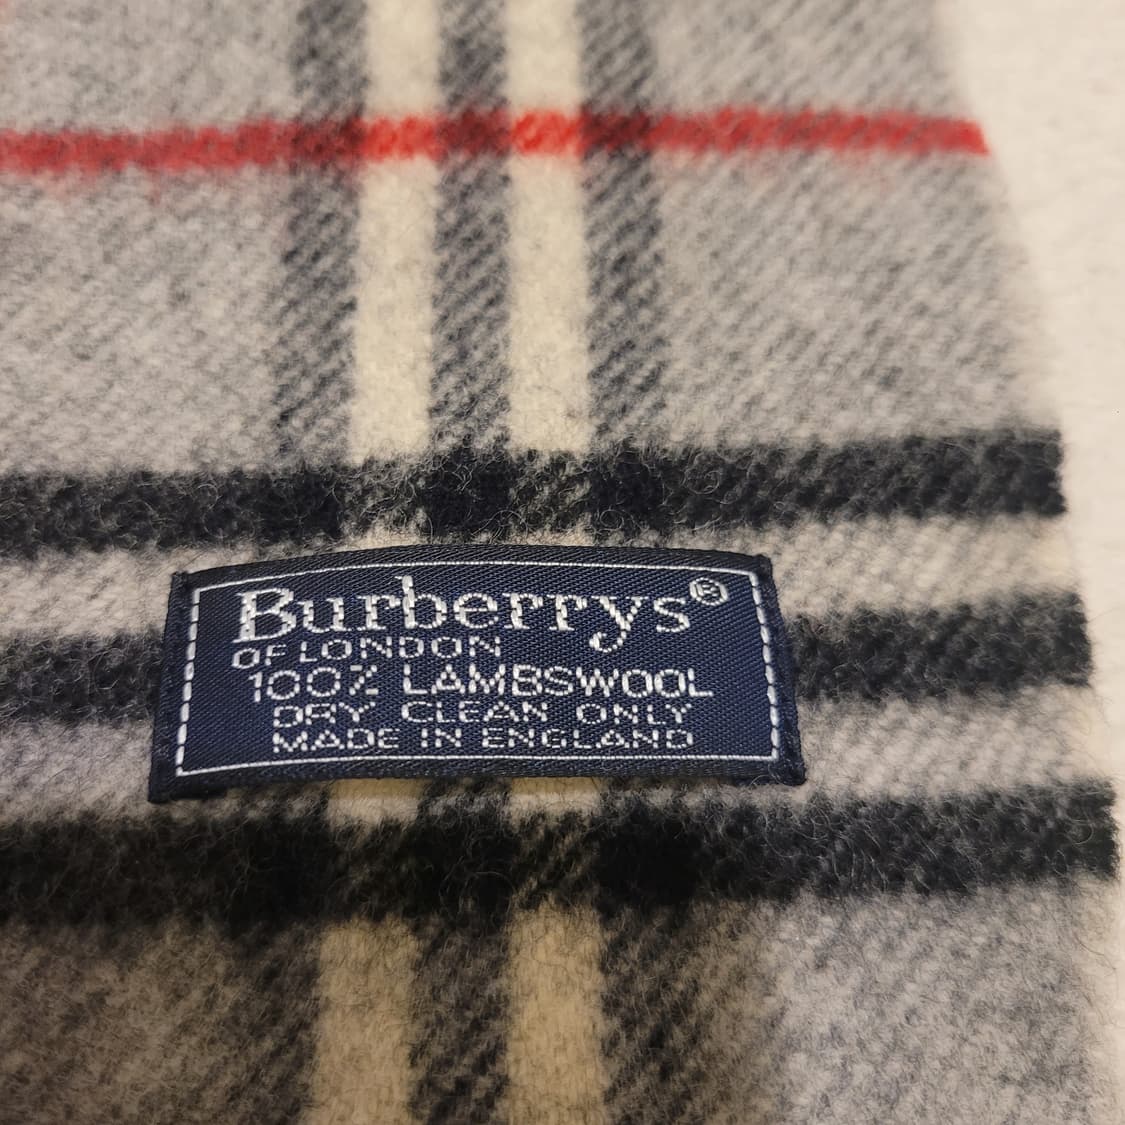 Burberrys®
OF LONDON
100% LAMBSWOOL
DRY CLEAN ONLY
MADE IN ENGLAND